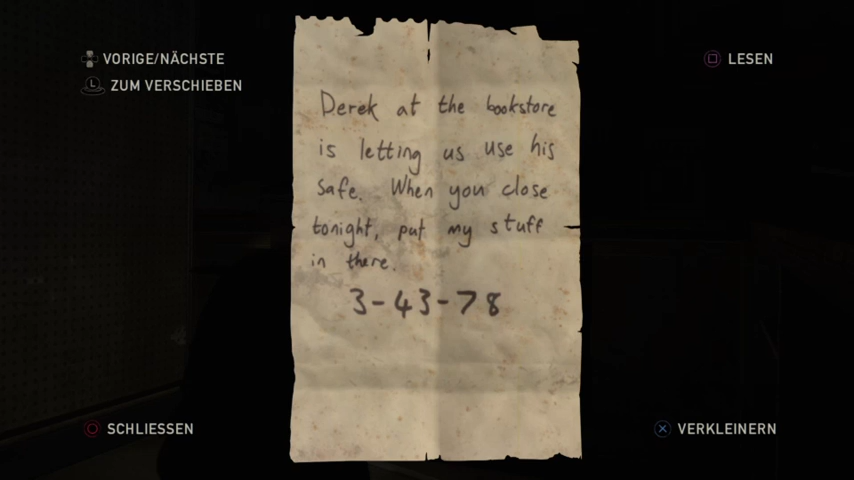 VORIGE/NÄCHSTE
L ZUM VERSCHIEBEN
LESEN
Derek at the bookstore
is letting us use his
safe. When you close
tonight, put my stuff
in there.
3-43-78
SCHLIESSEN
VERKLEINERN